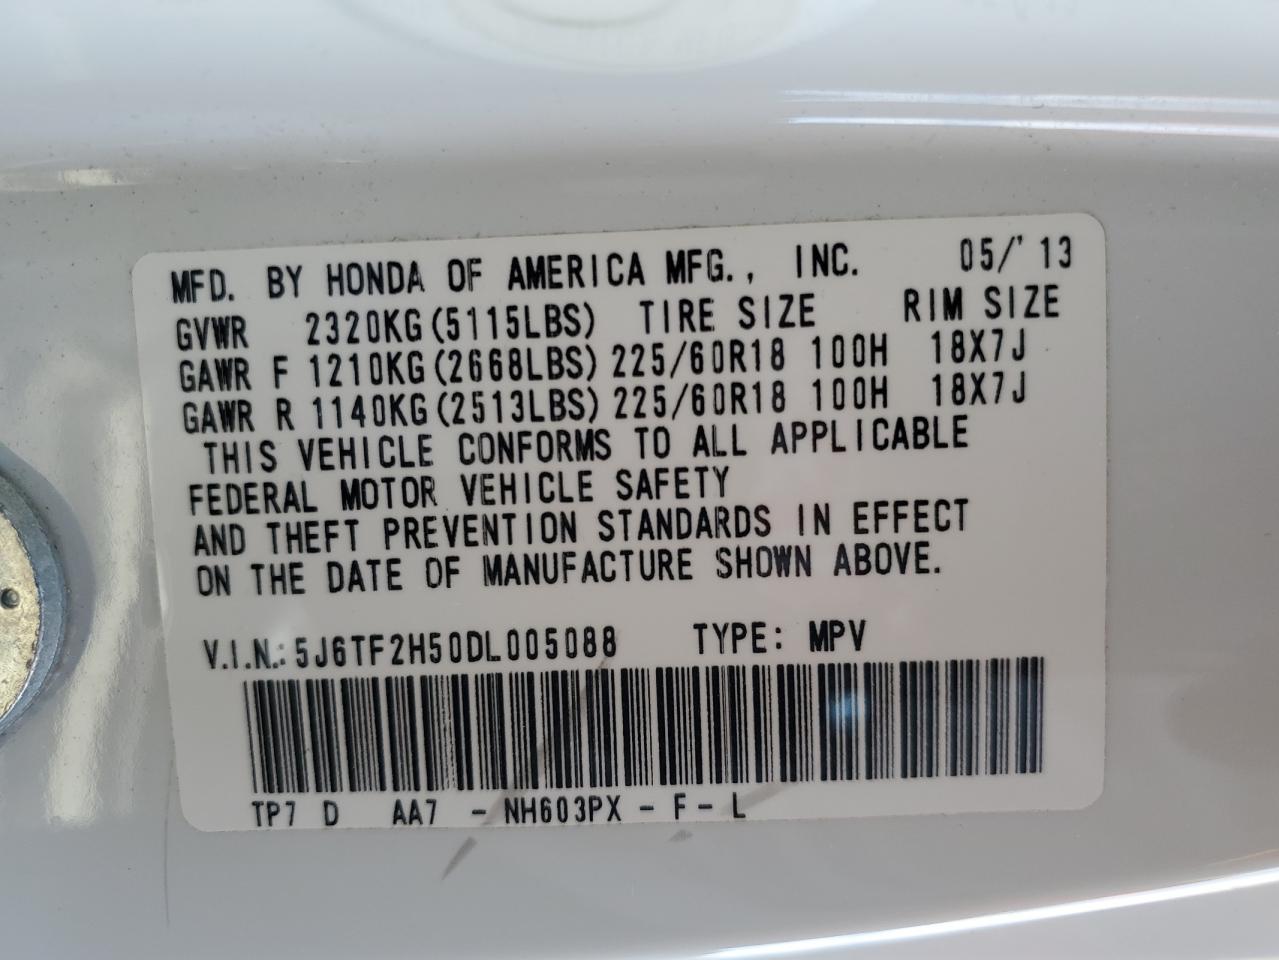 MFD. BY HONDA OF AMERICA MFG., INC. 05/'13
GVWR 2320KG(5115LBS) TIRE SIZE RIM SIZE
GAWR F 1210KG(2668LBS) 225/60R18 100H 18X7J
GAWR R 1140KG(2513LBS) 225/60R18 100H 18X7J
THIS VEHICLE CONFORMS TO ALL APPLICABLE
FEDERAL MOTOR VEHICLE SAFETY
AND THEFT PREVENTION STANDARDS IN EFFECT
ON THE DATE OF MANUFACTURE SHOWN ABOVE.
V.I.N.: 5J6TF2H50DL005088 TYPE: MPV
TP7 D AA7 - NH603PX - F - L